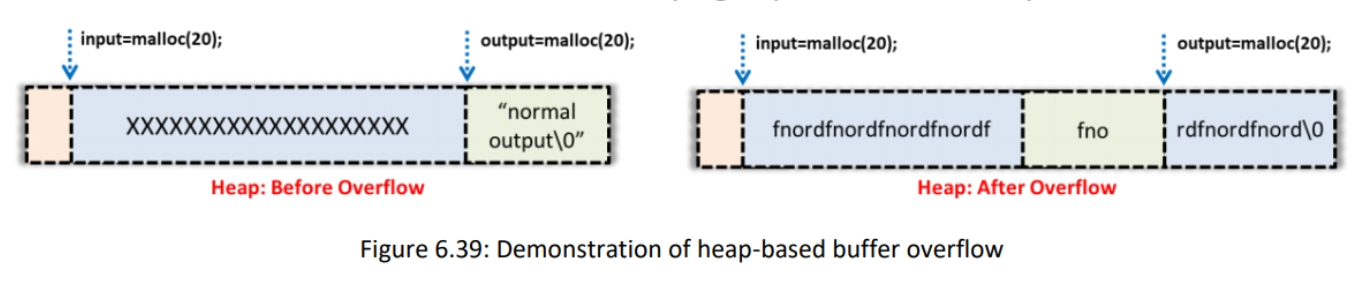 input=malloc(20);
output=malloc(20);
XXXXXXXXXXXXXXXXXXXX
"normal
output\0"
Heap: Before Overflow
input=malloc(20);
output=malloc(20);
fnordfnordfnordfnordf
fno
rdfnordfnord\0
Heap: After Overflow
Figure 6.39: Demonstration of heap-based buffer overflow